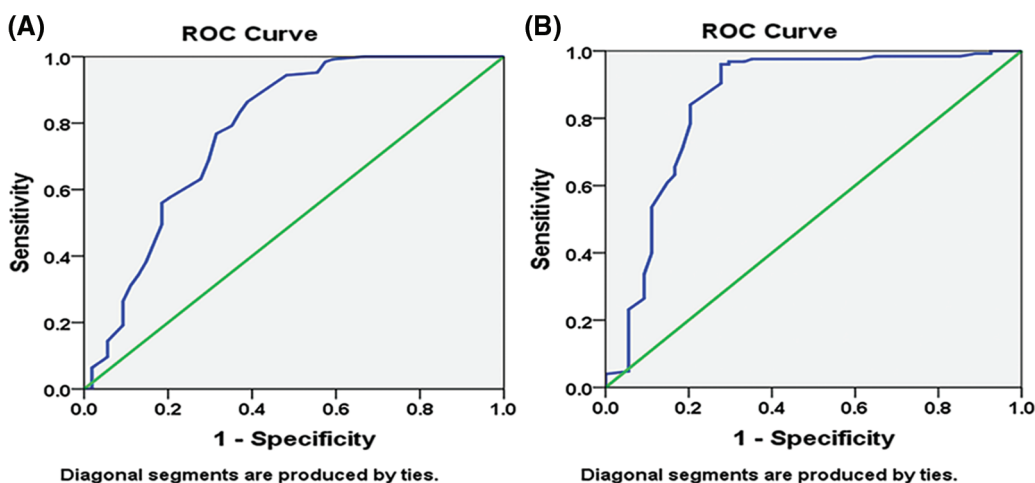 (A)
ROC Curve
Sensitivity
1.0
0.8
0.6
0.4
0.2
0.0
0.0 0.2 0.4 0.6 0.8 1.0
1 - Specificity
Diagonal segments are produced by ties.
(B)
ROC Curve
Sensitivity
1.0
0.8
0.6
0.4
0.2
0.0
0.0 0.2 0.4 0.6 0.8 1.0
1 - Specificity
Diagonal segments are produced by ties.